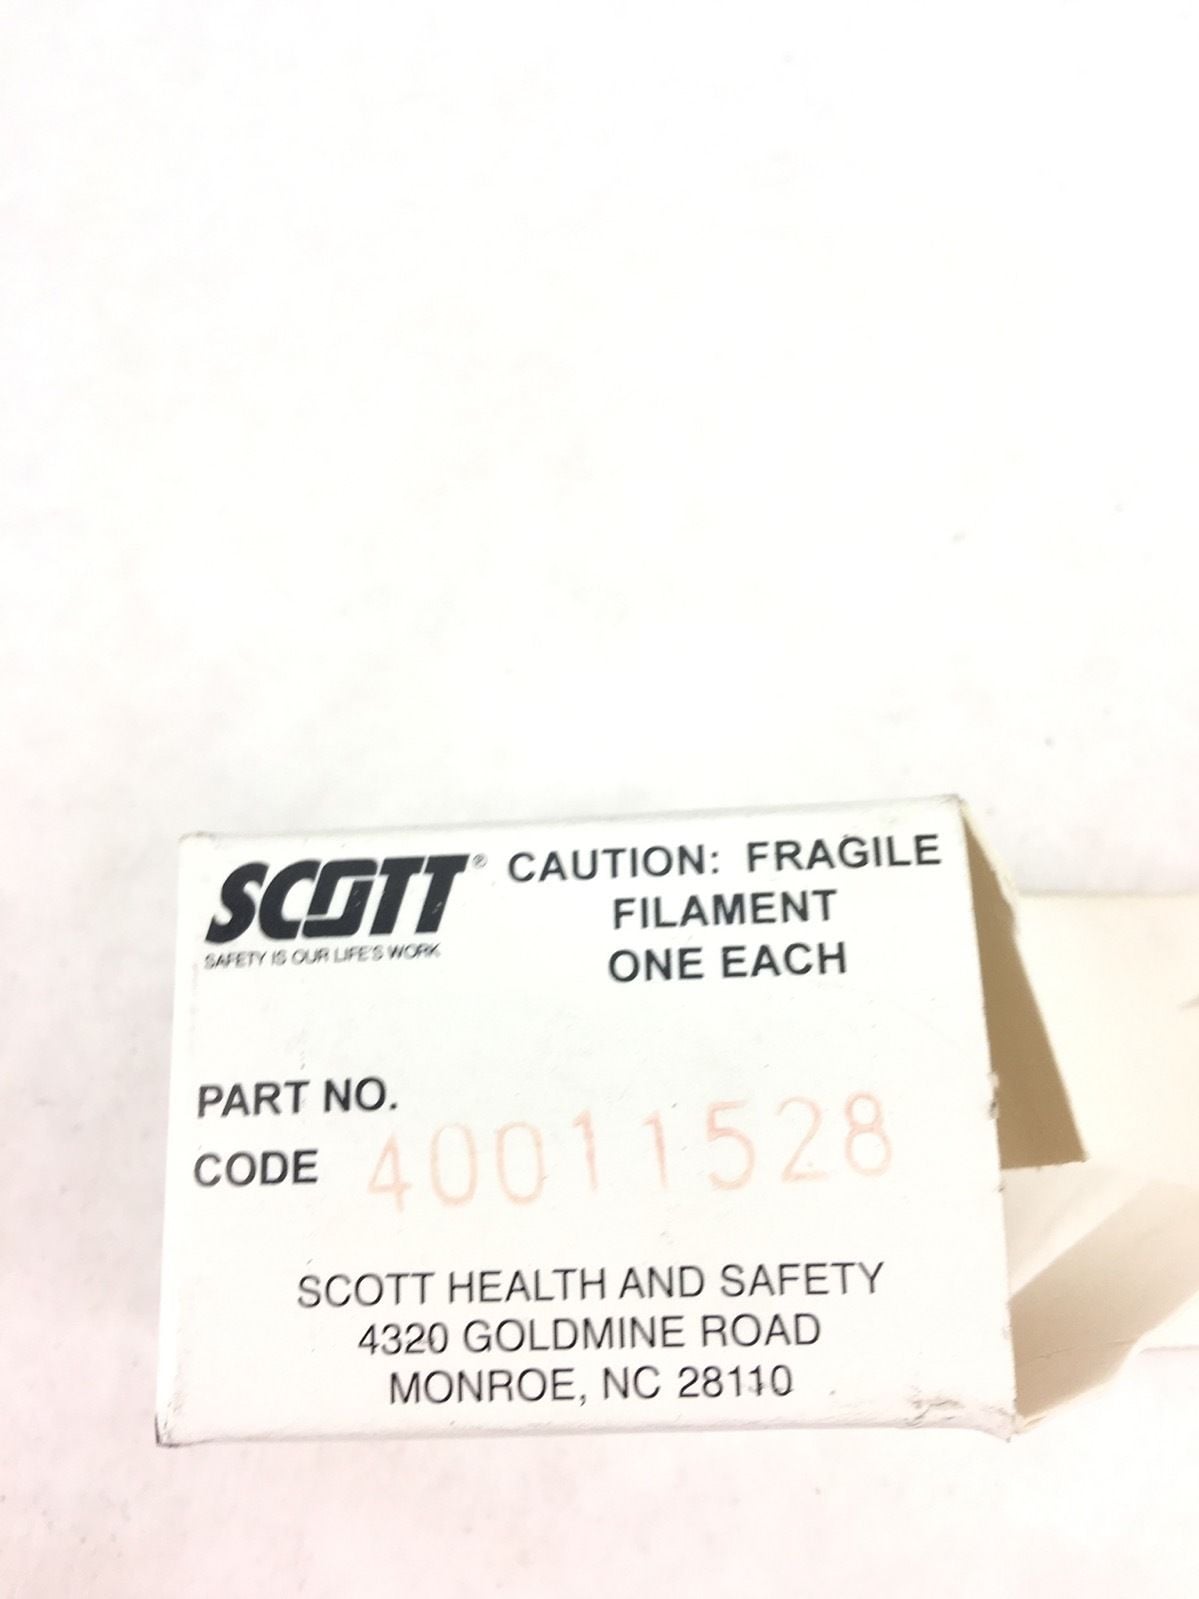 SCOTT®
SAFETY IS OUR LIFE'S WORK
CAUTION: FRAGILE
FILAMENT
ONE EACH
PART NO.
CODE 40011528
SCOTT HEALTH AND SAFETY
4320 GOLDMINE ROAD
MONROE, NC 28110